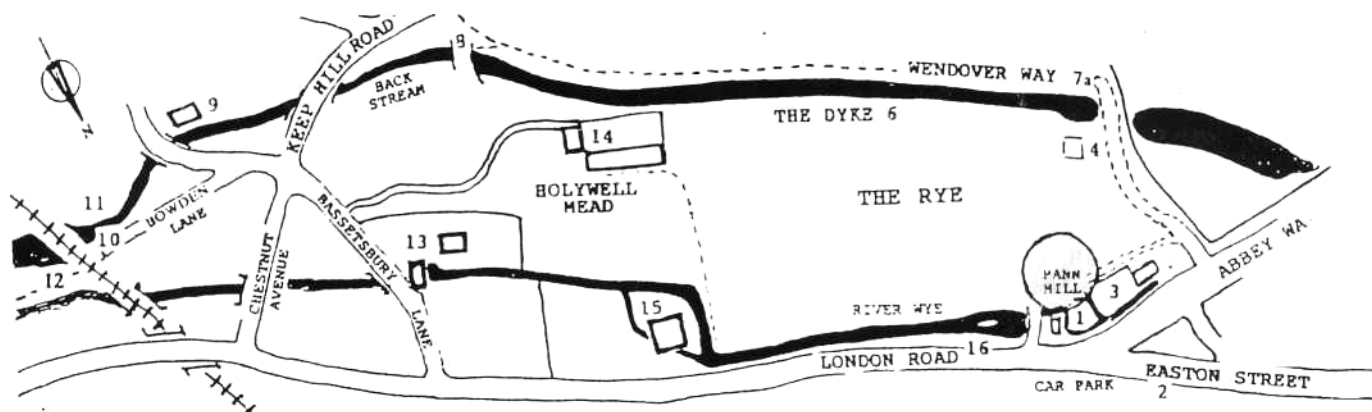 KEEP HILL ROAD
8
WENDOVER WAY 7a
9
BACK
STREAM
THE DYKE 6
14
4
HOLYWELL
MEAD
THE RYE
11
BOWDEN
LANE
10
BASSETSBURY
LANE
13
CHESTNUT
AVENUE
12
ABBEY WA
PANN
MILL
3
1
15
RIVER WYE
LONDON ROAD 16
EASTON STREET
CAR PARK
2
N